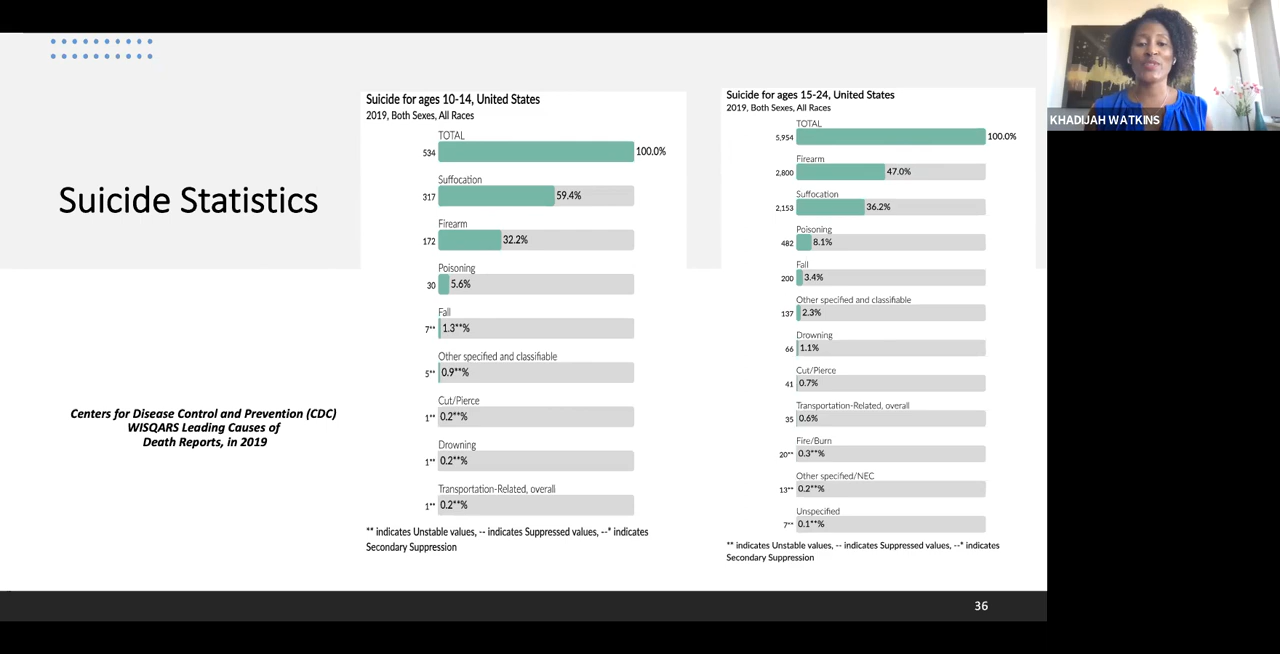 Suicide Statistics
Centers for Disease Control and Prevention (CDC)
WISQARS Leading Causes of
Death Reports, in 2019
Suicide for ages 10-14, United States
2019, Both Sexes, All Races
TOTAL
534 100.0%
Suffocation
317 59.4%
Firearm
172 32.2%
Poisoning
30 5.6%
Fall
7** 1.3**%
Other specified and classifiable
5** 0.9**%
Cut/Pierce
1** 0.2**%
Drowning
1** 0.2**%
Transportation-Related, overall
1** 0.2**%
** indicates Unstable values, -- indicates Suppressed values, --* indicates
Secondary Suppression
Suicide for ages 15-24, United States
2019, Both Sexes, All Races
TOTAL
5,954 100.0%
Firearm
2,800 47.0%
Suffocation
2,153 36.2%
Poisoning
482 8.1%
Fall
200 3.4%
Other specified and classifiable
137 2.3%
Drowning
66 1.1%
Cut/Pierce
41 0.7%
Transportation-Related, overall
35 0.6%
Fire/Burn
20** 0.3**%
Other specified/NEC
13** 0.2**%
Unspecified
7** 0.1**%
** indicates Unstable values, -- indicates Suppressed values, --* indicates
Secondary Suppression
36
KHADIJAH WATKINS